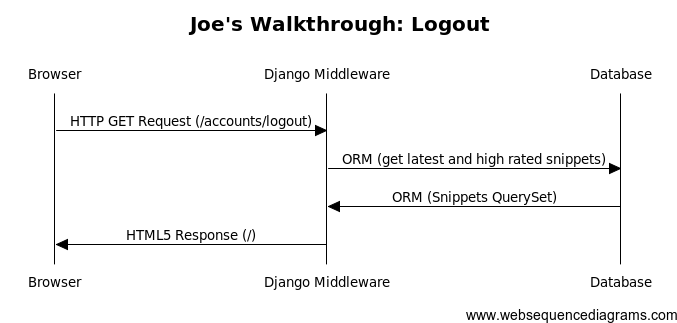 Joe's Walkthrough: Logout
Browser
Django Middleware
Database
HTTP GET Request (/accounts/logout)
ORM (get latest and high rated snippets)
ORM (Snippets QuerySet)
HTML5 Response (/)
Browser
Django Middleware
Database
www.websequencediagrams.com